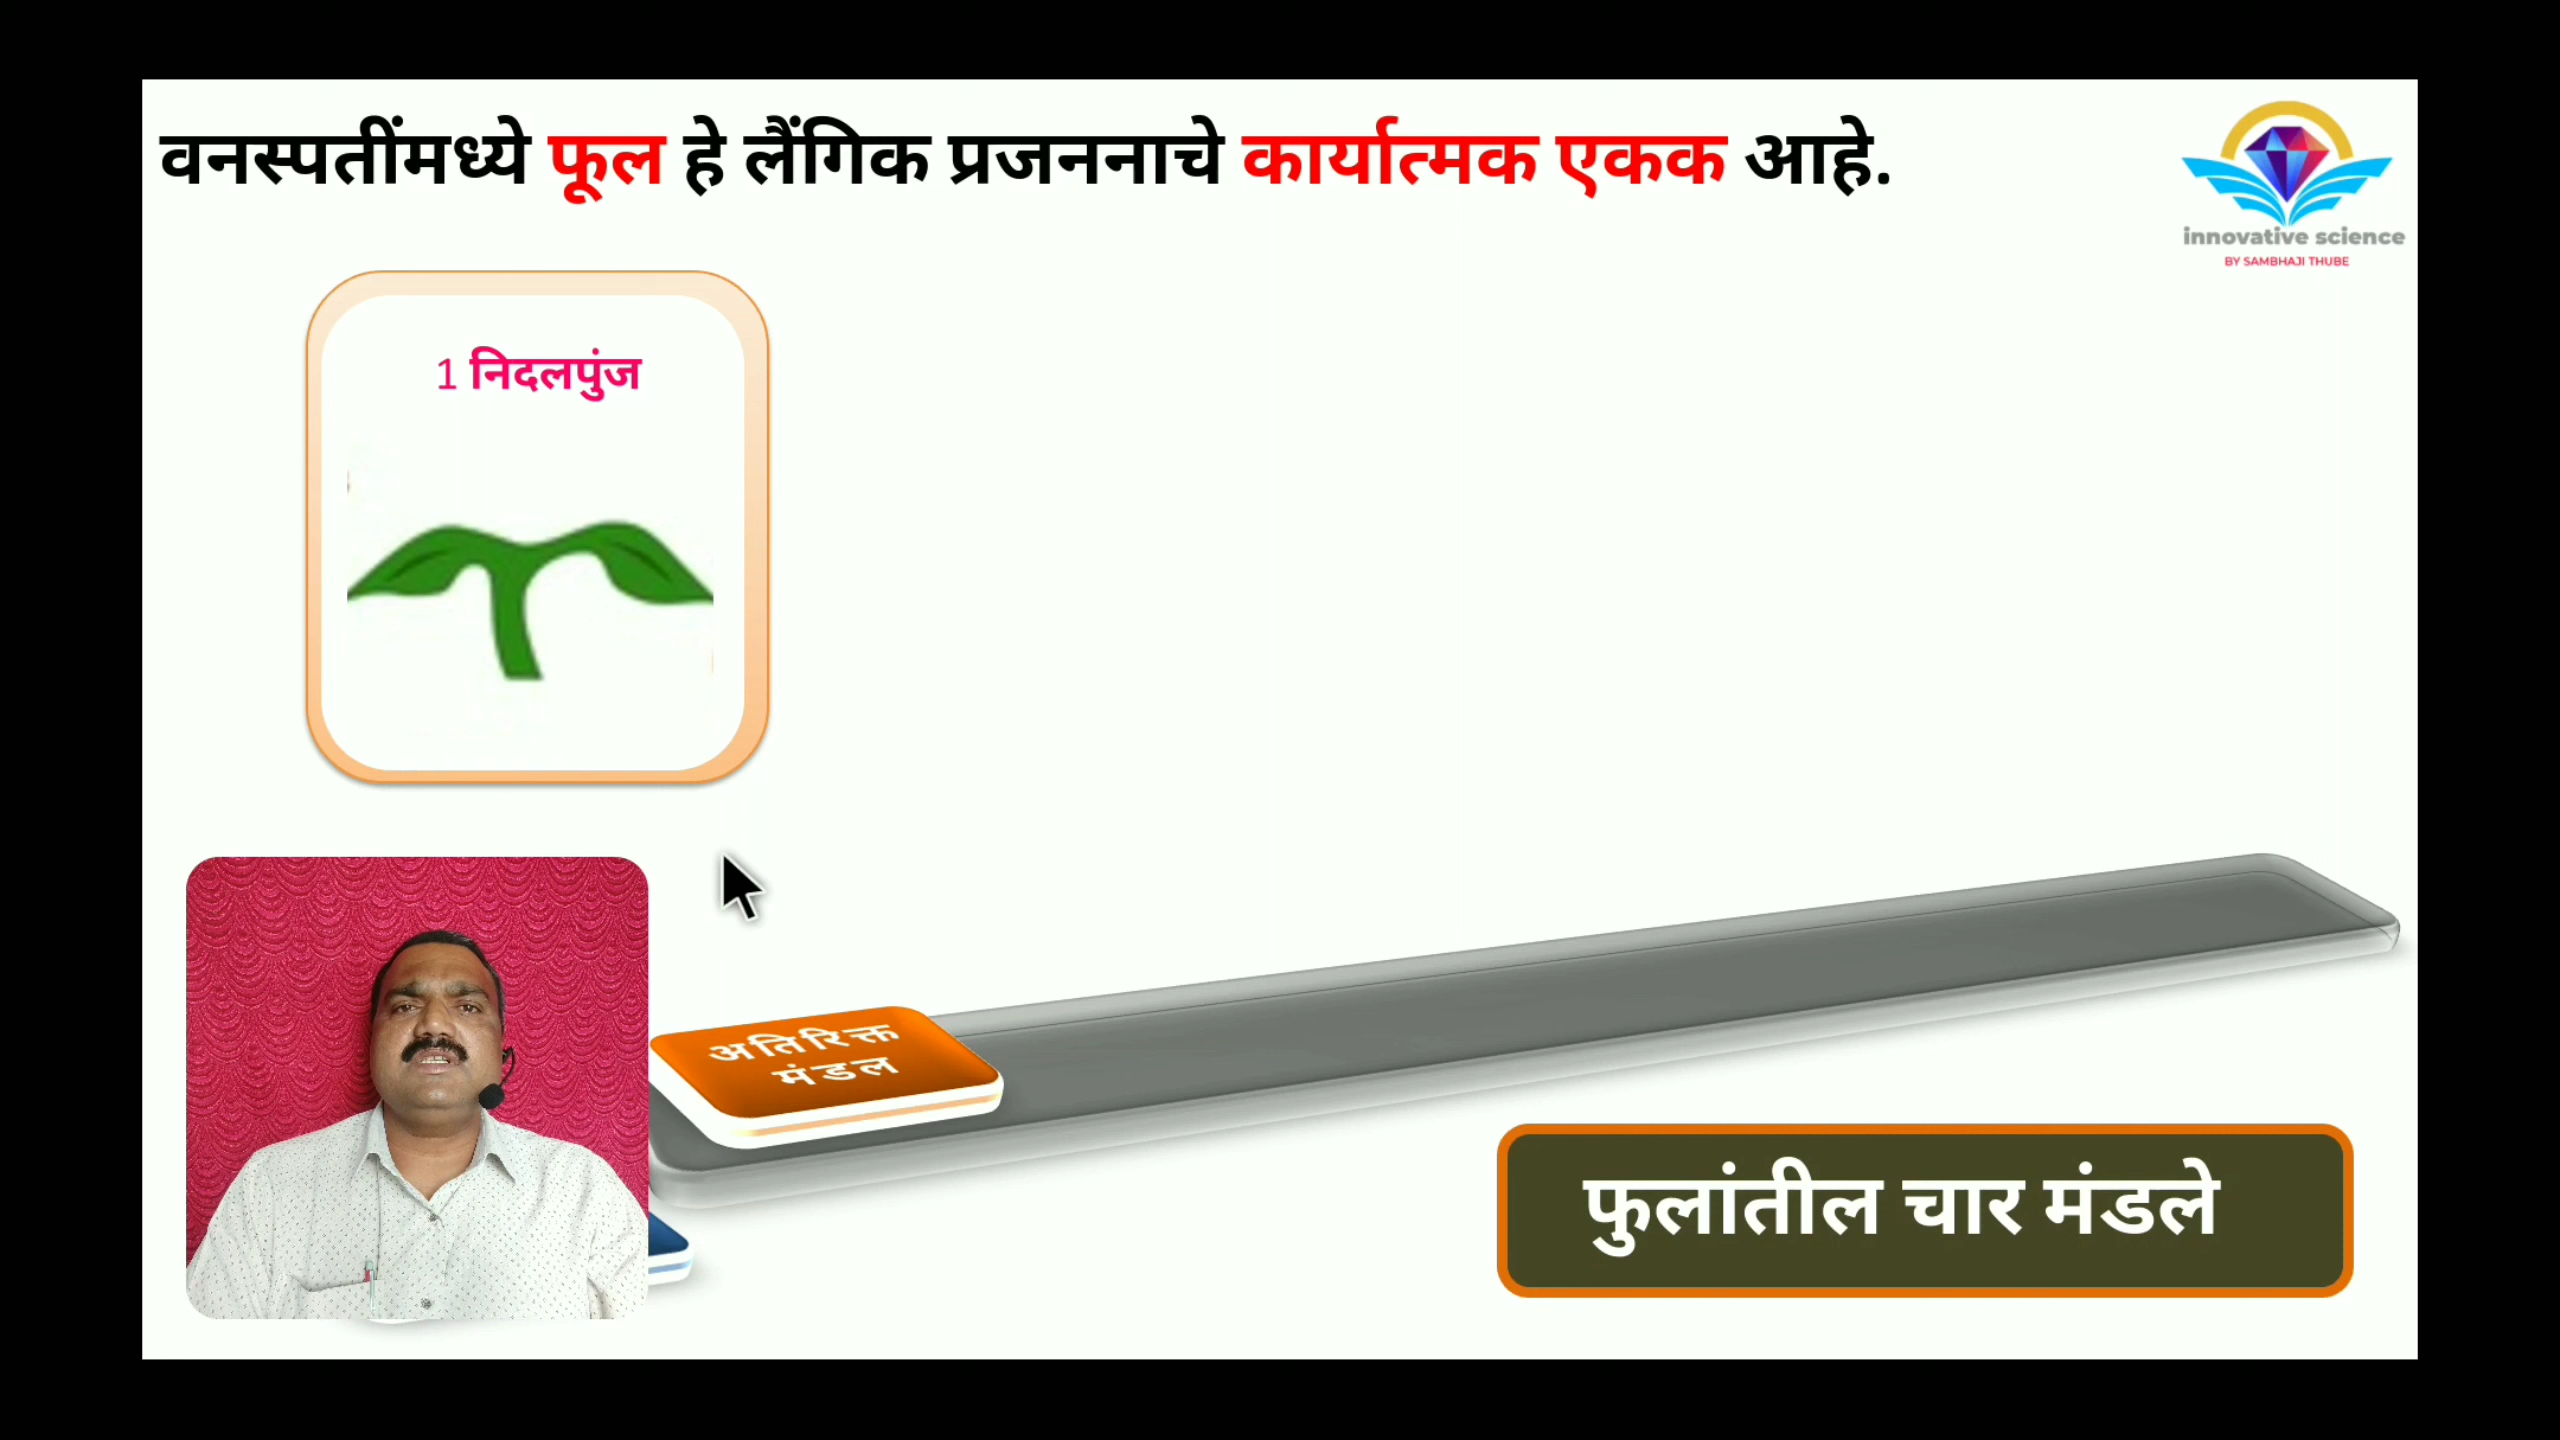 वनस्पतींमध्ये फूल हे लैंगिक प्रजननाचे कार्यात्मक एकक आहे.
innovative science
BY SAMBHAJI THUBE
1 निदलपुंज
अतिरिक्त
मंडल
फुलांतील चार मंडले